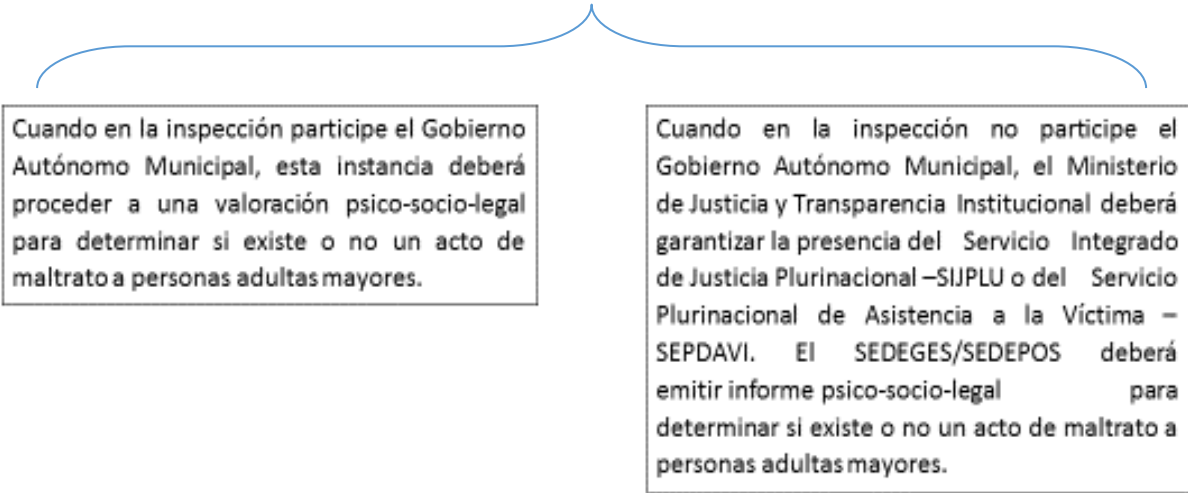 Cuando en la inspección participe el Gobierno
Autónomo Municipal, esta instancia deberá
proceder a una valoración psico-socio-legal
para determinar si existe o no un acto de
maltrato a personas adultas mayores.
Cuando en la inspección no participe el
Gobierno Autónomo Municipal, el Ministerio
de Justicia y Transparencia Institucional deberá
garantizar la presencia del Servicio Integrado
de Justicia Plurinacional –SIJPLU o del Servicio
Plurinacional de Asistencia a la Víctima –
SEPDAVI. El SEDEGES/SEDEPOS deberá
emitir informe psico-socio-legal para
determinar si existe o no un acto de maltrato a
personas adultas mayores.